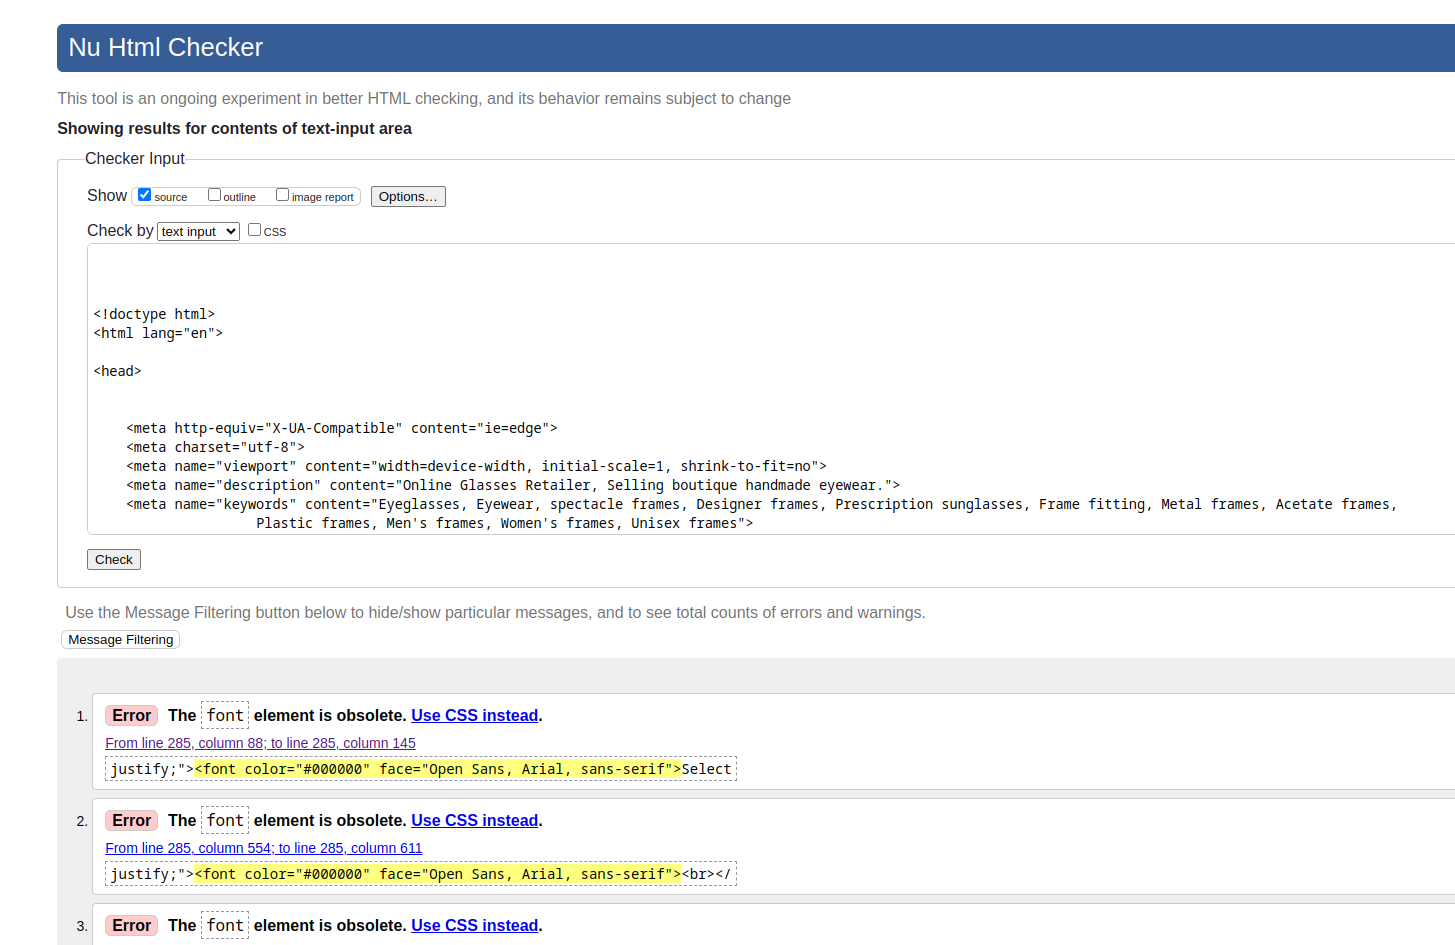 Nu Html Checker
This tool is an ongoing experiment in better HTML checking, and its behavior remains subject to change
Showing results for contents of text-input area
Checker Input
Show source outline image report Options...
Check by text input CSS
<!doctype html>
<html lang="en">
<head>
<meta http-equiv="X-UA-Compatible" content="ie=edge">
<meta charset="utf-8">
<meta name="viewport" content="width=device-width, initial-scale=1, shrink-to-fit=no">
<meta name="description" content="Online Glasses Retailer, Selling boutique handmade eyewear.">
<meta name="keywords" content="Eyeglasses, Eyewear, spectacle frames, Designer frames, Prescription sunglasses, Frame fitting, Metal frames, Acetate frames,
Plastic frames, Men's frames, Women's frames, Unisex frames">
Check
Use the Message Filtering button below to hide/show particular messages, and to see total counts of errors and warnings.
Message Filtering
1. Error The font element is obsolete. Use CSS instead.
From line 285, column 88; to line 285, column 145
justify;"><font color="#000000" face="Open Sans, Arial, sans-serif">Select
2. Error The font element is obsolete. Use CSS instead.
From line 285, column 554; to line 285, column 611
justify;"><font color="#000000" face="Open Sans, Arial, sans-serif"><br></
3. Error The font element is obsolete. Use CSS instead.